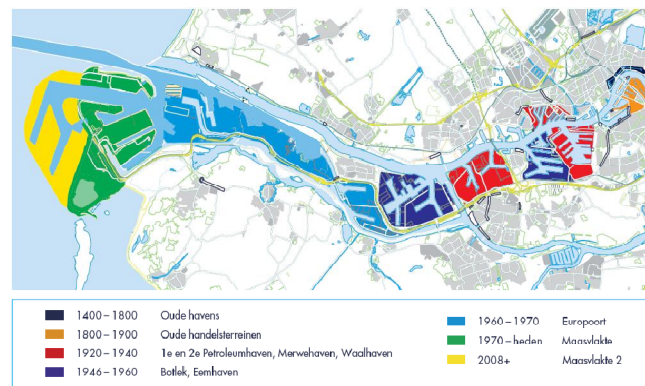 1400–1800 Oude havens
1800–1900 Oude handelsterreinen
1920–1940 1e en 2e Petroleumhaven, Merwehaven, Waalhaven
1946–1960 Botlek, Eemhaven
1960–1970 Europoort
1970–heden Maasvlakte
2008+ Maasvlakte 2